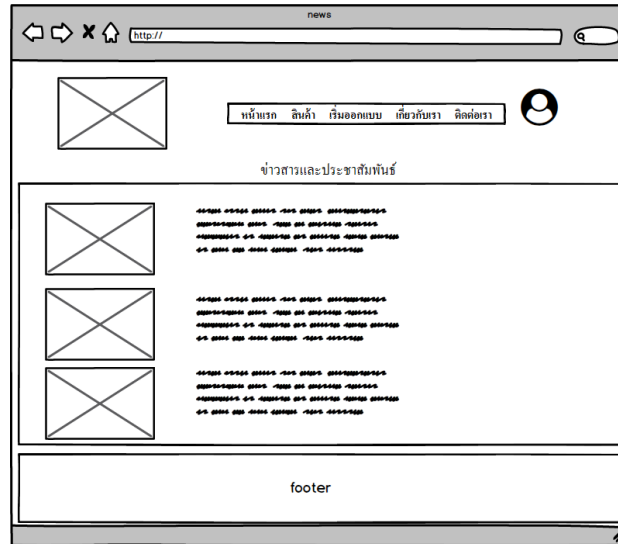 news
http://
หน้าแรก สินค้า เริ่มออกแบบ เกี่ยวกับเรา ติดต่อเรา
ข่าวสารและประชาสัมพันธ์
footer